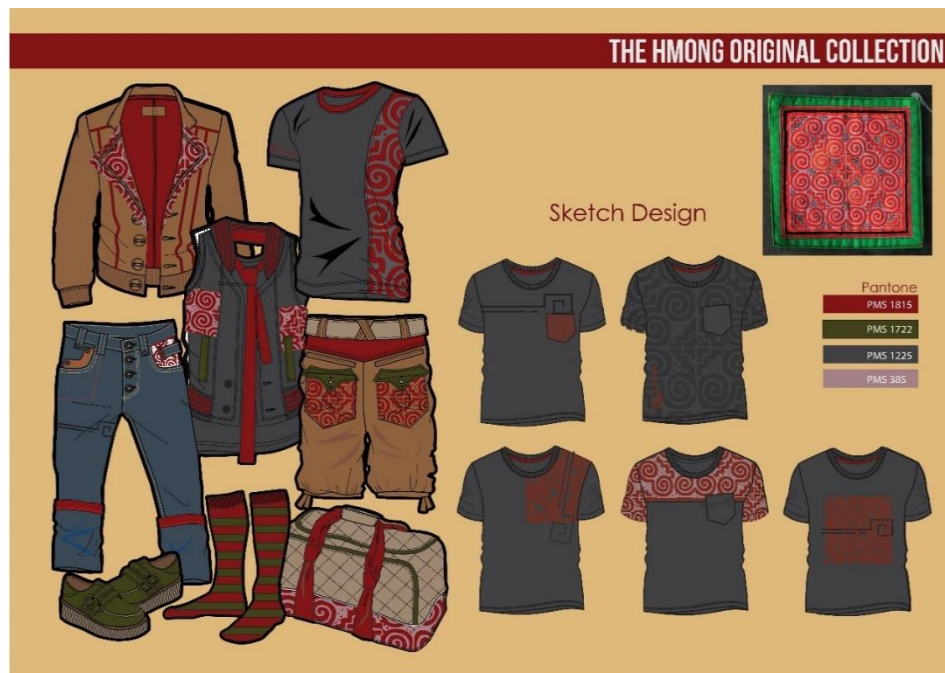 THE HMONG ORIGINAL COLLECTION
Sketch Design
Pantone
PMS 1815
PMS 1722
PMS 1225
PMS 385